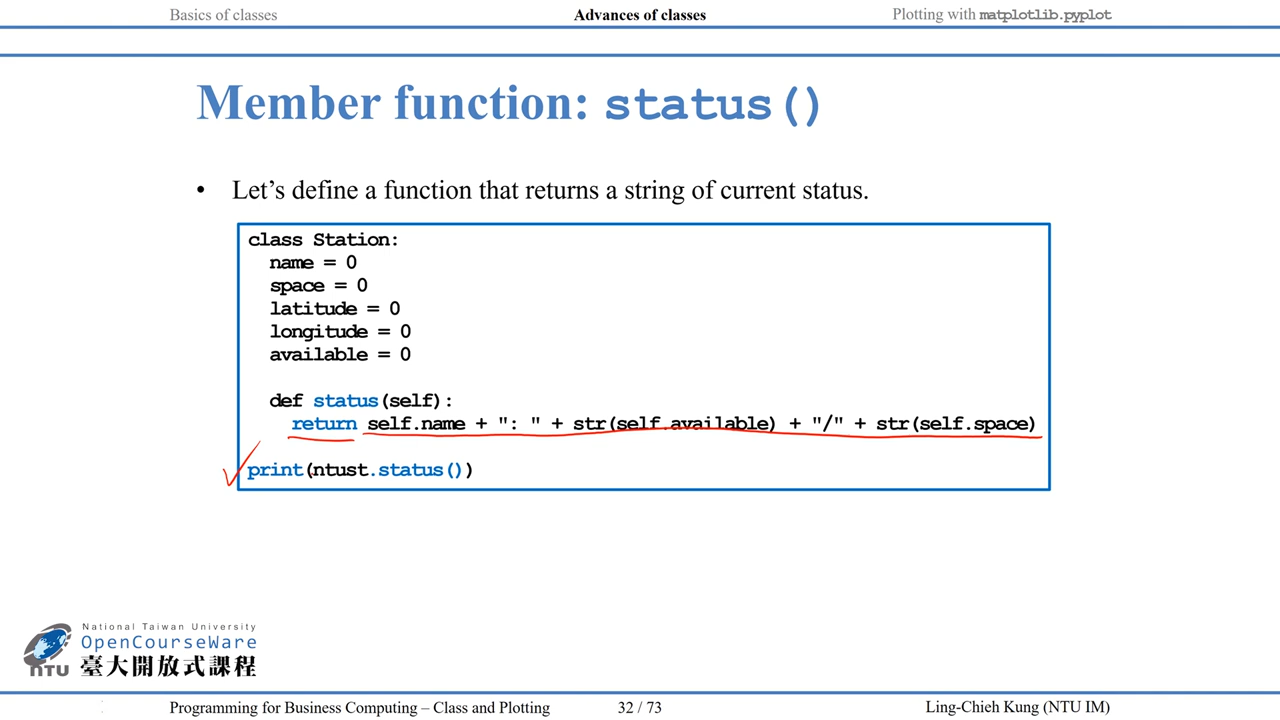 Basics of classes
Advances of classes
Plotting with matplotlib.pyplot
Member function: status()
• Let's define a function that returns a string of current status.
class Station:
name = 0
space = 0
latitude = 0
longitude = 0
available = 0
def status(self):
return self.name + ": " + str(self.available) + "/" + str(self.space)
print(ntust.status())
National Taiwan University
OpenCourseWare
NTU 臺大開放式課程
Programming for Business Computing – Class and Plotting
32 / 73
Ling-Chieh Kung (NTU IM)